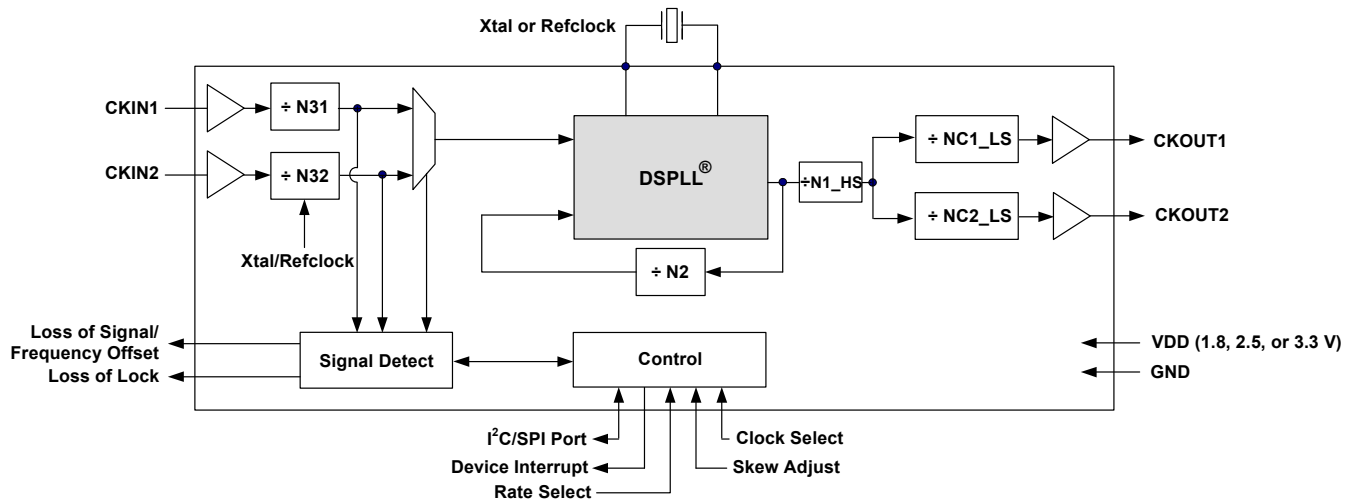 Xtal or Refclock
CKIN1
÷ N31
CKIN2
÷ N32
Xtal/Refclock
DSPLL®
÷N1_HS
÷ NC1_LS
CKOUT1
÷ NC2_LS
CKOUT2
÷ N2
Loss of Signal/
Frequency Offset
Loss of Lock
Signal Detect
Control
VDD (1.8, 2.5, or 3.3 V)
GND
I²C/SPI Port
Device Interrupt
Rate Select
Clock Select
Skew Adjust